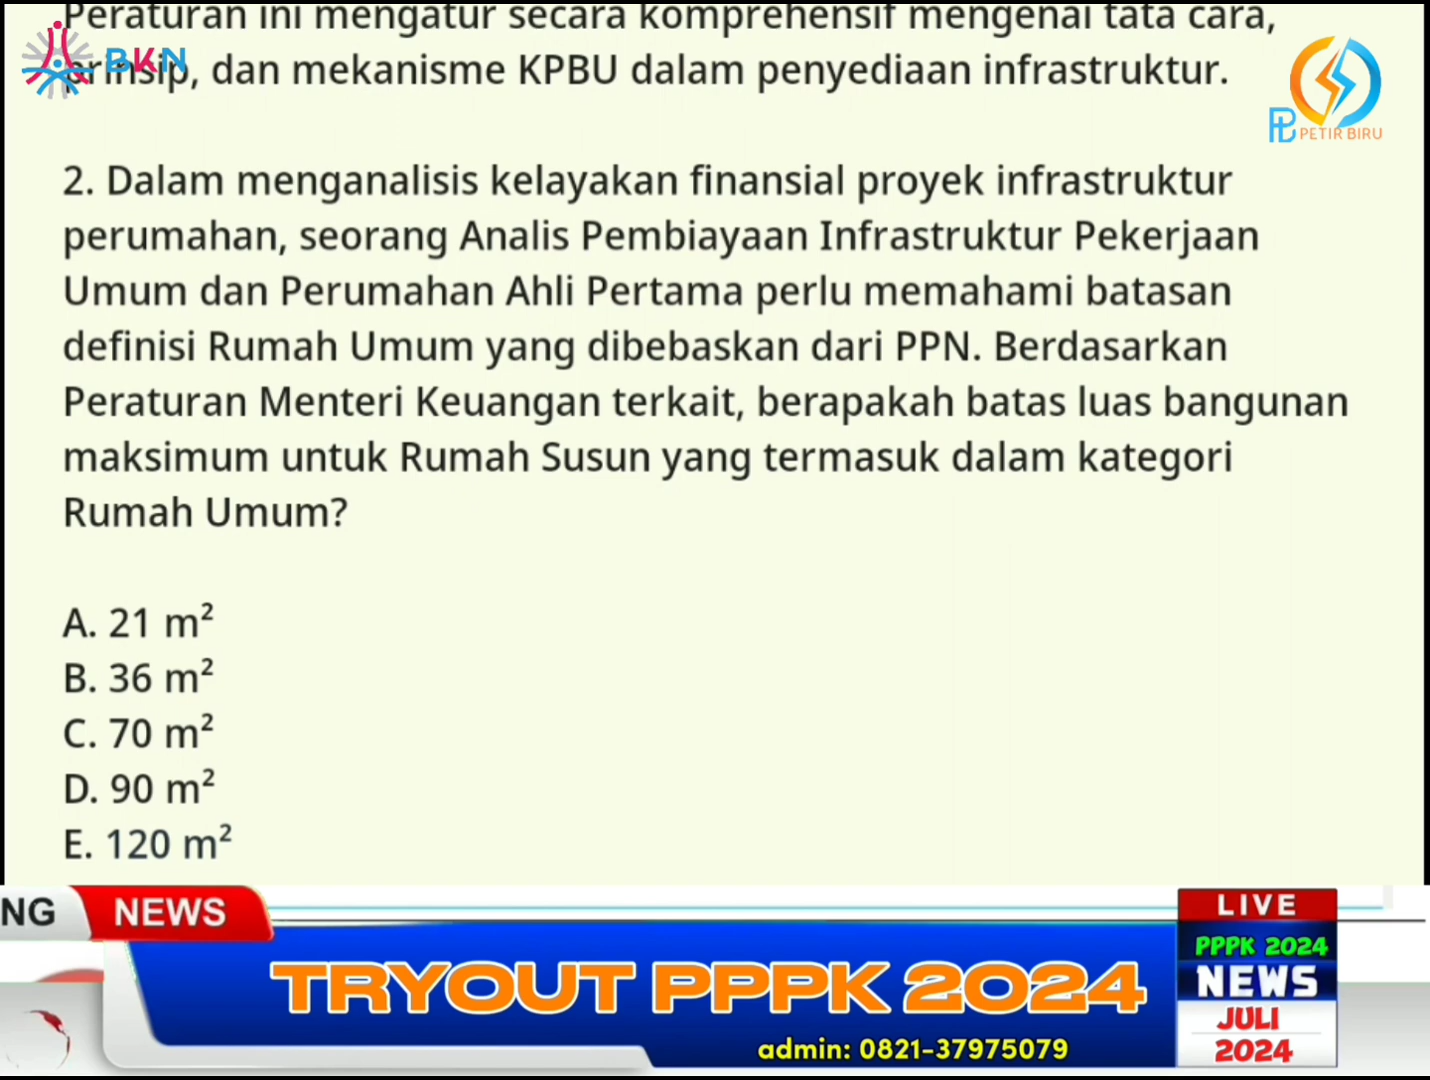 Peraturan ini mengatur secara komprehensif mengenai tata cara,
BKN
prinsip, dan mekanisme KPBU dalam penyediaan infrastruktur.
PB PETIR BIRU
2. Dalam menganalisis kelayakan finansial proyek infrastruktur
perumahan, seorang Analis Pembiayaan Infrastruktur Pekerjaan
Umum dan Perumahan Ahli Pertama perlu memahami batasan
definisi Rumah Umum yang dibebaskan dari PPN. Berdasarkan
Peraturan Menteri Keuangan terkait, berapakah batas luas bangunan
maksimum untuk Rumah Susun yang termasuk dalam kategori
Rumah Umum?
A. 21 m²
B. 36 m²
C. 70 m²
D. 90 m²
E. 120 m²
NG NEWS
TRYOUT PPPK 2024
admin: 0821-37975079
LIVE
PPPK 2024
NEWS
JULI
2024